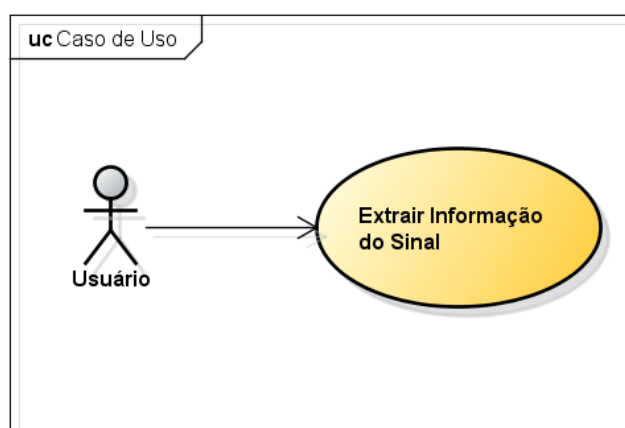 uc Caso de Uso
Extrair Informação
do Sinal
Usuário